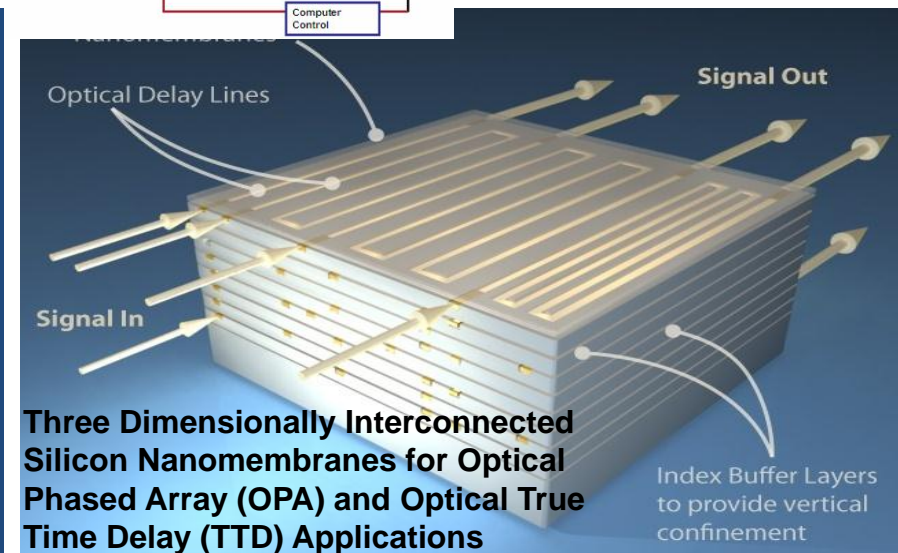 Computer
Control
Nanomembranes
Optical Delay Lines
Signal Out
Signal In
Three Dimensionally Interconnected
Silicon Nanomembranes for Optical
Phased Array (OPA) and Optical True
Time Delay (TTD) Applications
Index Buffer Layers
to provide vertical
confinement